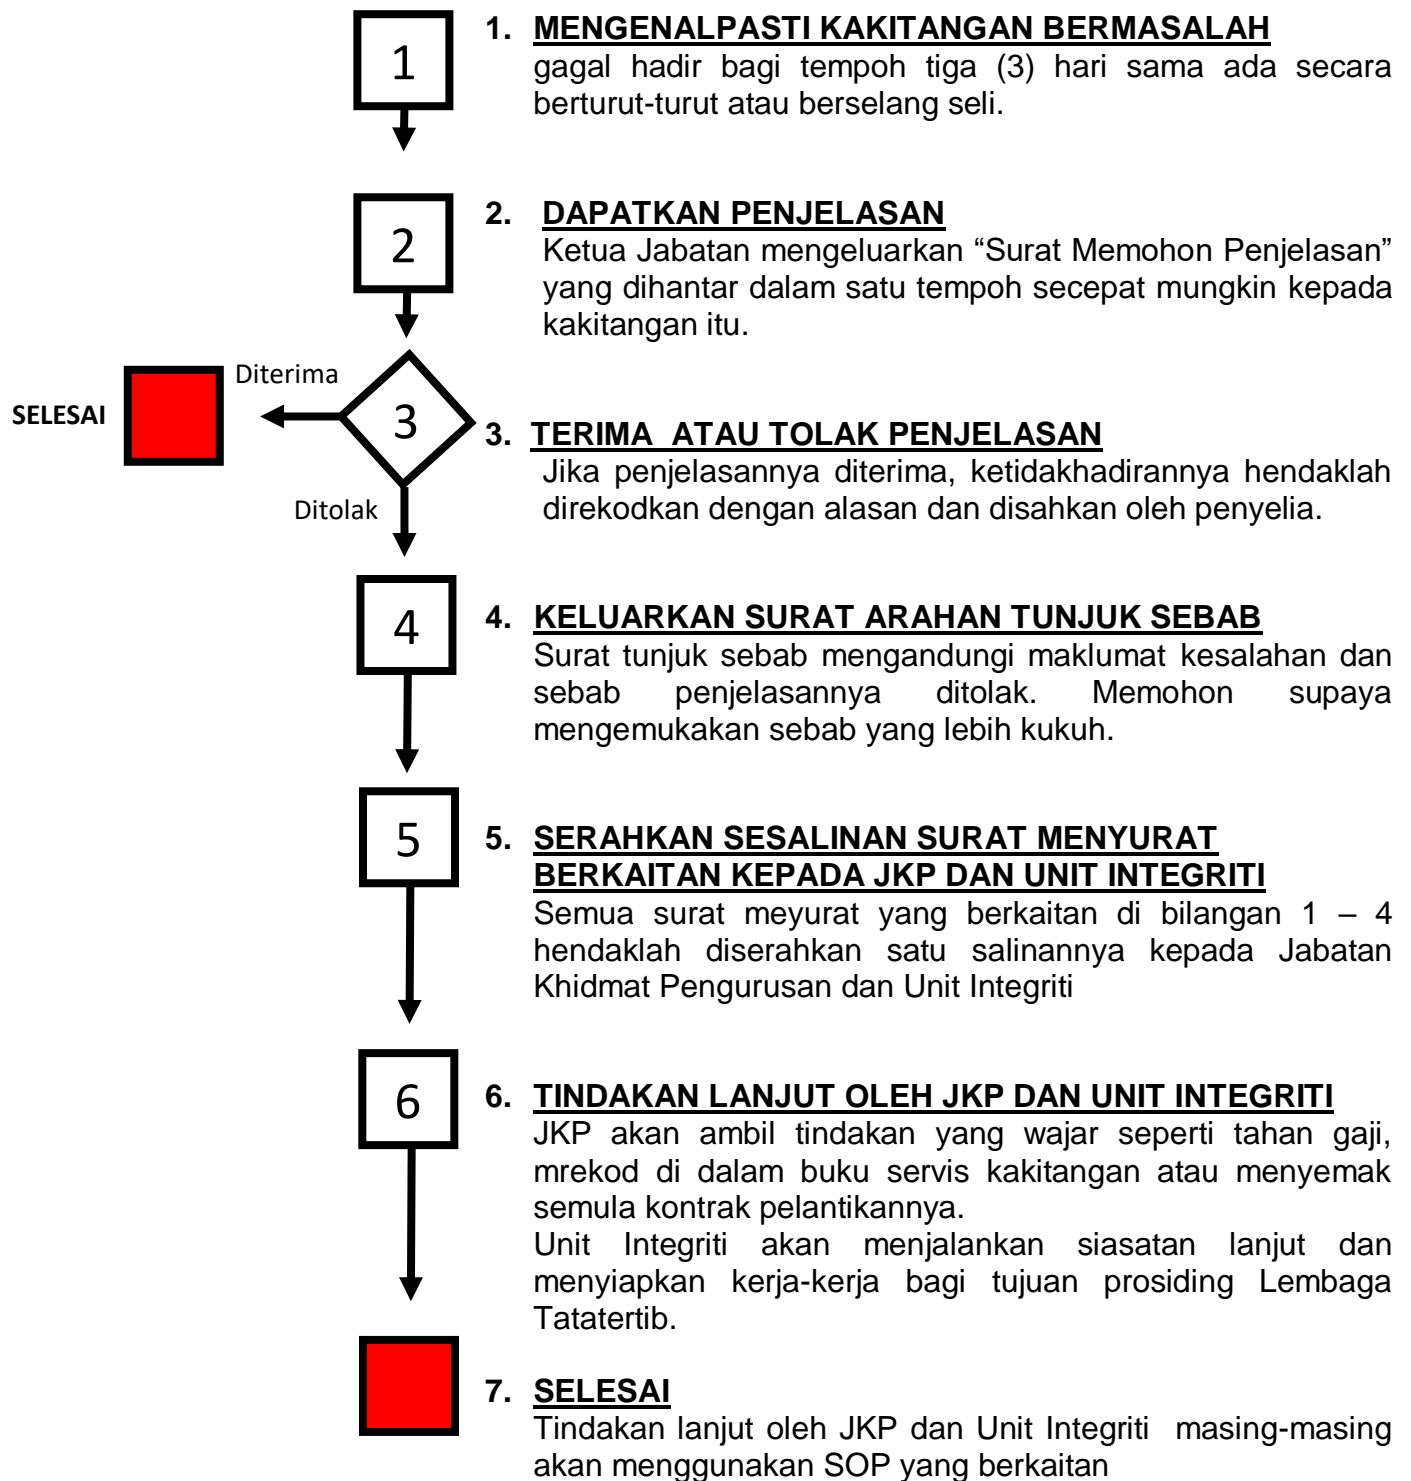 1
1. MENGENALPASTI KAKITANGAN BERMASALAH
gagal hadir bagi tempoh tiga (3) hari sama ada secara
berturut-turut atau berselang seli.
2
2. DAPATKAN PENJELASAN
Ketua Jabatan mengeluarkan “Surat Memohon Penjelasan”
yang dihantar dalam satu tempoh secepat mungkin kepada
kakitangan itu.
SELESAI
Diterima
3
Ditolak
3. TERIMA ATAU TOLAK PENJELASAN
Jika penjelasannya diterima, ketidakhadirannya hendaklah
direkodkan dengan alasan dan disahkan oleh penyelia.
4
4. KELUARKAN SURAT ARAHAN TUNJUK SEBAB
Surat tunjuk sebab mengandungi maklumat kesalahan dan
sebab penjelasannya ditolak. Memohon supaya
mengemukakan sebab yang lebih kukuh.
5
5. SERAHKAN SESALINAN SURAT MENYURAT
BERKAITAN KEPADA JKP DAN UNIT INTEGRITI
Semua surat meyurat yang berkaitan di bilangan 1 – 4
hendaklah diserahkan satu salinannya kepada Jabatan
Khidmat Pengurusan dan Unit Integriti
6
6. TINDAKAN LANJUT OLEH JKP DAN UNIT INTEGRITI
JKP akan ambil tindakan yang wajar seperti tahan gaji,
mrekod di dalam buku servis kakitangan atau menyemak
semula kontrak pelantikannya.
Unit Integriti akan menjalankan siasatan lanjut dan
menyiapkan kerja-kerja bagi tujuan prosiding Lembaga
Tatatertib.
7. SELESAI
Tindakan lanjut oleh JKP dan Unit Integriti masing-masing
akan menggunakan SOP yang berkaitan